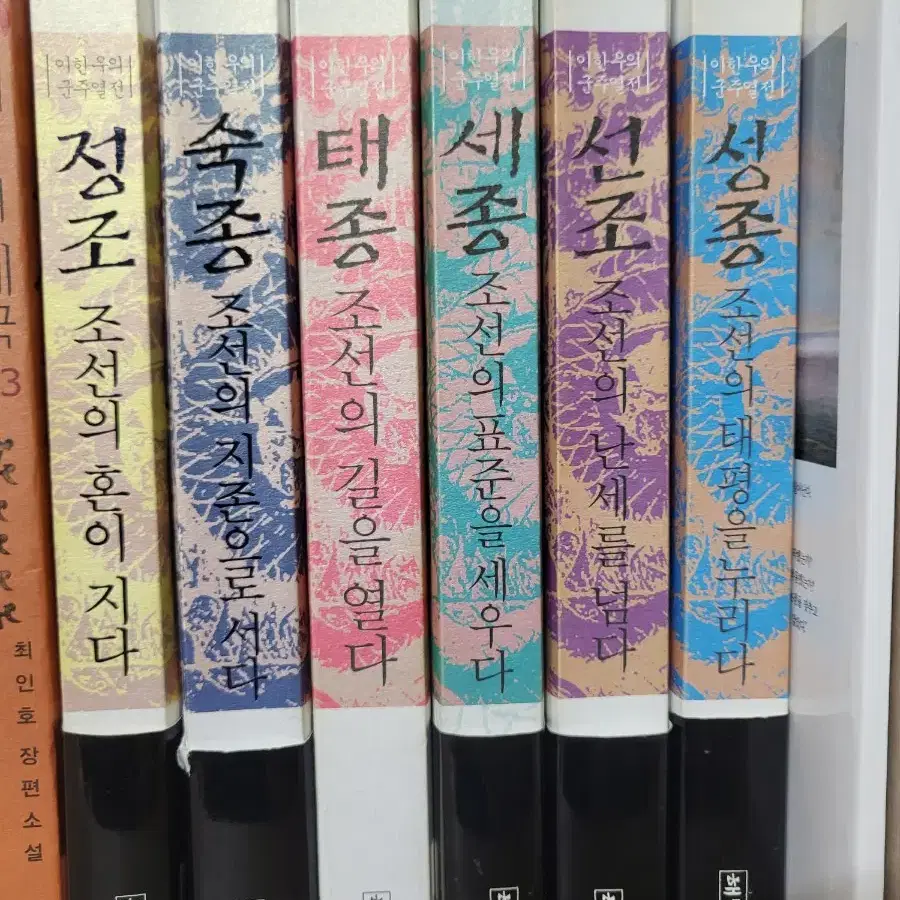 3
최인호 장편소설
이한우의
군주열전
정조
조선의 혼이 지다
이한우의
군주열전
숙종
조선의 지존으로 서다
이한우의
군주열전
태종
조선의 길을 열다
이한우의
군주열전
세종
조선의 표준을 세우다
이한우의
군주열전
선조
조선의 난세를 넘다
이한우의
군주열전
성종
조선의 태평을 누리다